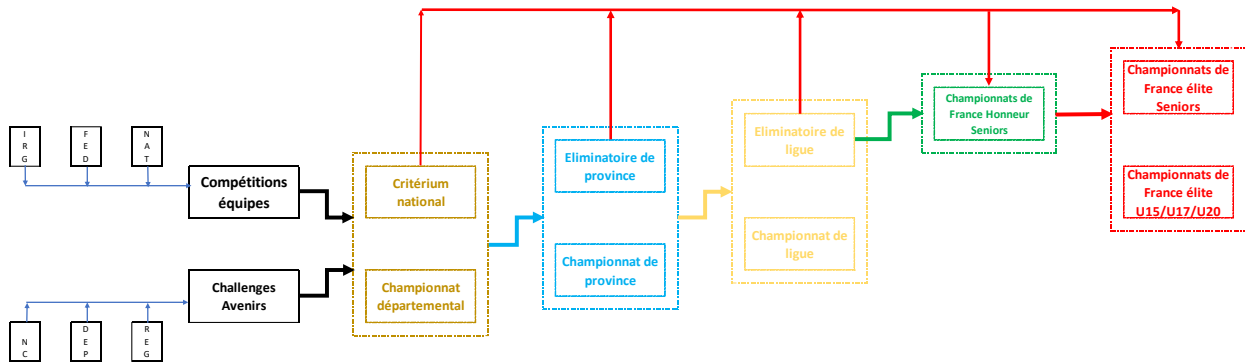 I
R
G
F
E
D
N
A
T
Compétitions
équipes
Challenges
Avenirs
N C
D
E
P
R
E
G
Critérium
national
Championnat
départemental
Eliminatoire de
province
Championnat de
province
Eliminatoire de
ligue
Championnat de
ligue
Championnats de
France Honneur
Seniors
Championnats de
France élite
Seniors
Championnats de
France élite
U15/U17/U20